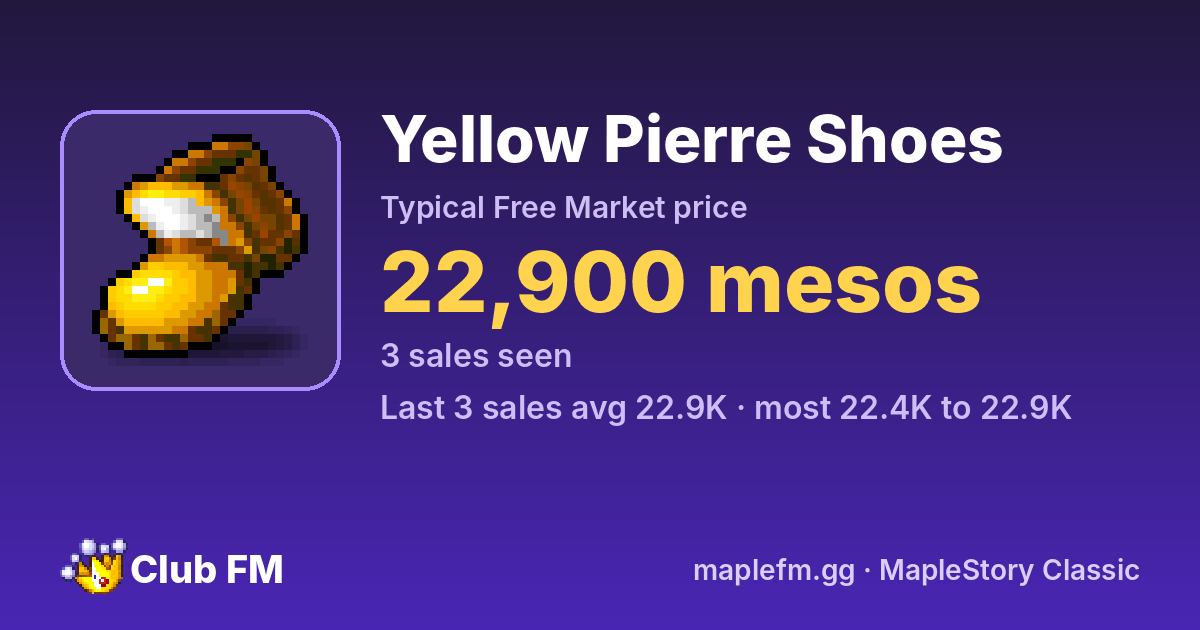 Yellow Pierre Shoes
Typical Free Market price
22,900 mesos
3 sales seen
Last 3 sales avg 22.9K · most 22.4K to 22.9K
Club FM
maplefm.gg · MapleStory Classic